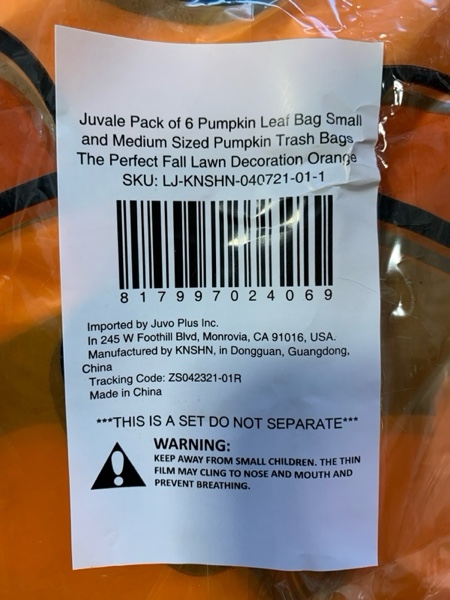 Juvale Pack of 6 Pumpkin Leaf Bag Small
and Medium Sized Pumpkin Trash Bags
The Perfect Fall Lawn Decoration Orange
SKU: LJ-KNSHN-040721-01-1
817997024069
Imported by Juvo Plus Inc.
In 245 W Foothill Blvd, Monrovia, CA 91016, USA.
Manufactured by KNSHN, in Dongguan, Guangdong,
China
Tracking Code: ZS042321-01R
Made in China
***THIS IS A SET DO NOT SEPARATE***
WARNING:
KEEP AWAY FROM SMALL CHILDREN. THE THIN
FILM MAY CLING TO NOSE AND MOUTH AND
PREVENT BREATHING.